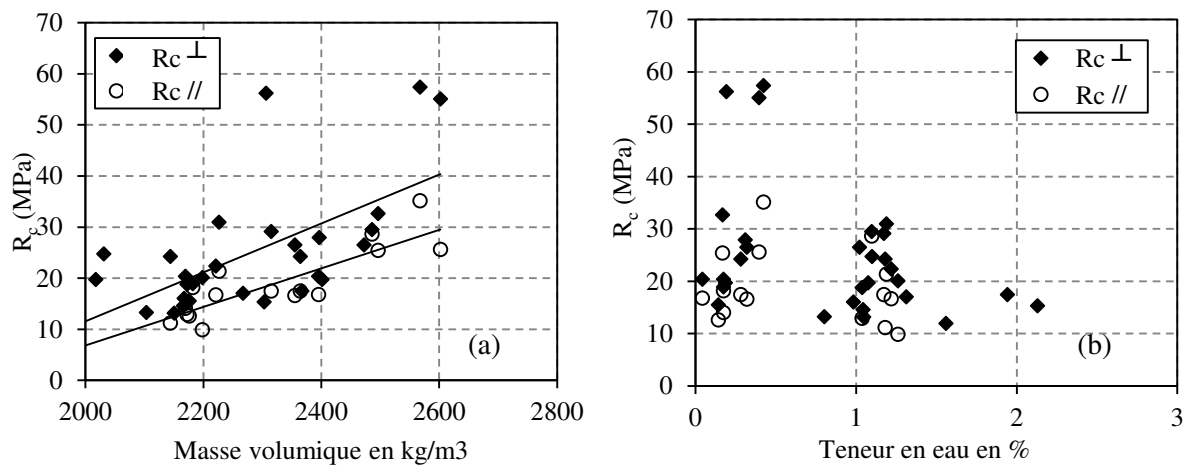 70
60
50
40
30
20
10
0
R_c (MPa)
Rc ⊥
Rc //
(a)
2000 2200 2400 2600 2800
Masse volumique en kg/m3
70
60
50
40
30
20
10
0
R_c (MPa)
Rc ⊥
Rc //
(b)
0 1 2 3
Teneur en eau en %